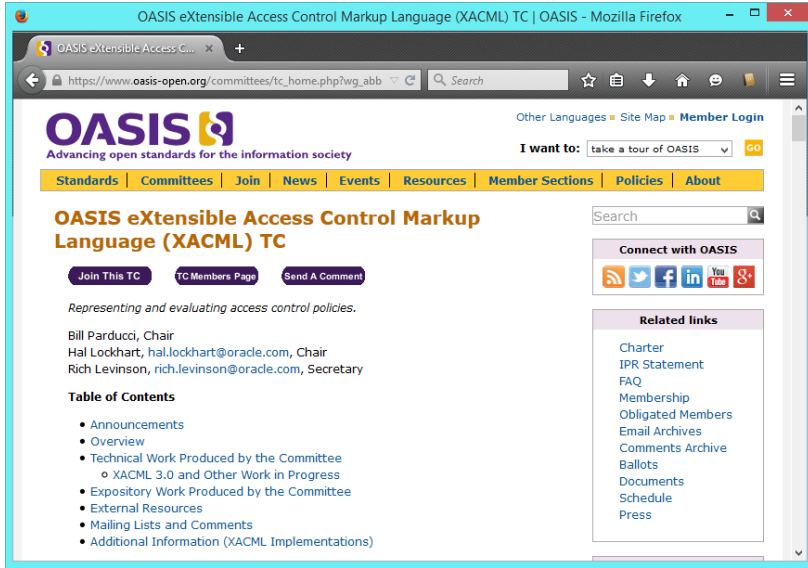 OASIS eXtensible Access Control Markup Language (XACML) TC | OASIS - Mozilla Firefox
OASIS eXtensible Access C...
https://www.oasis-open.org/committees/tc_home.php?wg_abb
Search
Other Languages Site Map Member Login
OASIS
Advancing open standards for the information society
I want to: take a tour of OASIS GO
Standards | Committees | Join | News | Events | Resources | Member Sections | Policies | About
OASIS eXtensible Access Control Markup
Language (XACML) TC
Search
Join This TC TC Members Page Send A Comment
Representing and evaluating access control policies.
Bill Parducci, Chair
Hal Lockhart, hal.lockhart@oracle.com, Chair
Rich Levinson, rich.levinson@oracle.com, Secretary
Table of Contents
• Announcements
• Overview
• Technical Work Produced by the Committee
o XACML 3.0 and Other Work in Progress
• Expository Work Produced by the Committee
• External Resources
• Mailing Lists and Comments
• Additional Information (XACML Implementations)
Connect with OASIS
f in You Tube 8+
Related links
Charter
IPR Statement
FAQ
Membership
Obligated Members
Email Archives
Comments Archive
Ballots
Documents
Schedule
Press